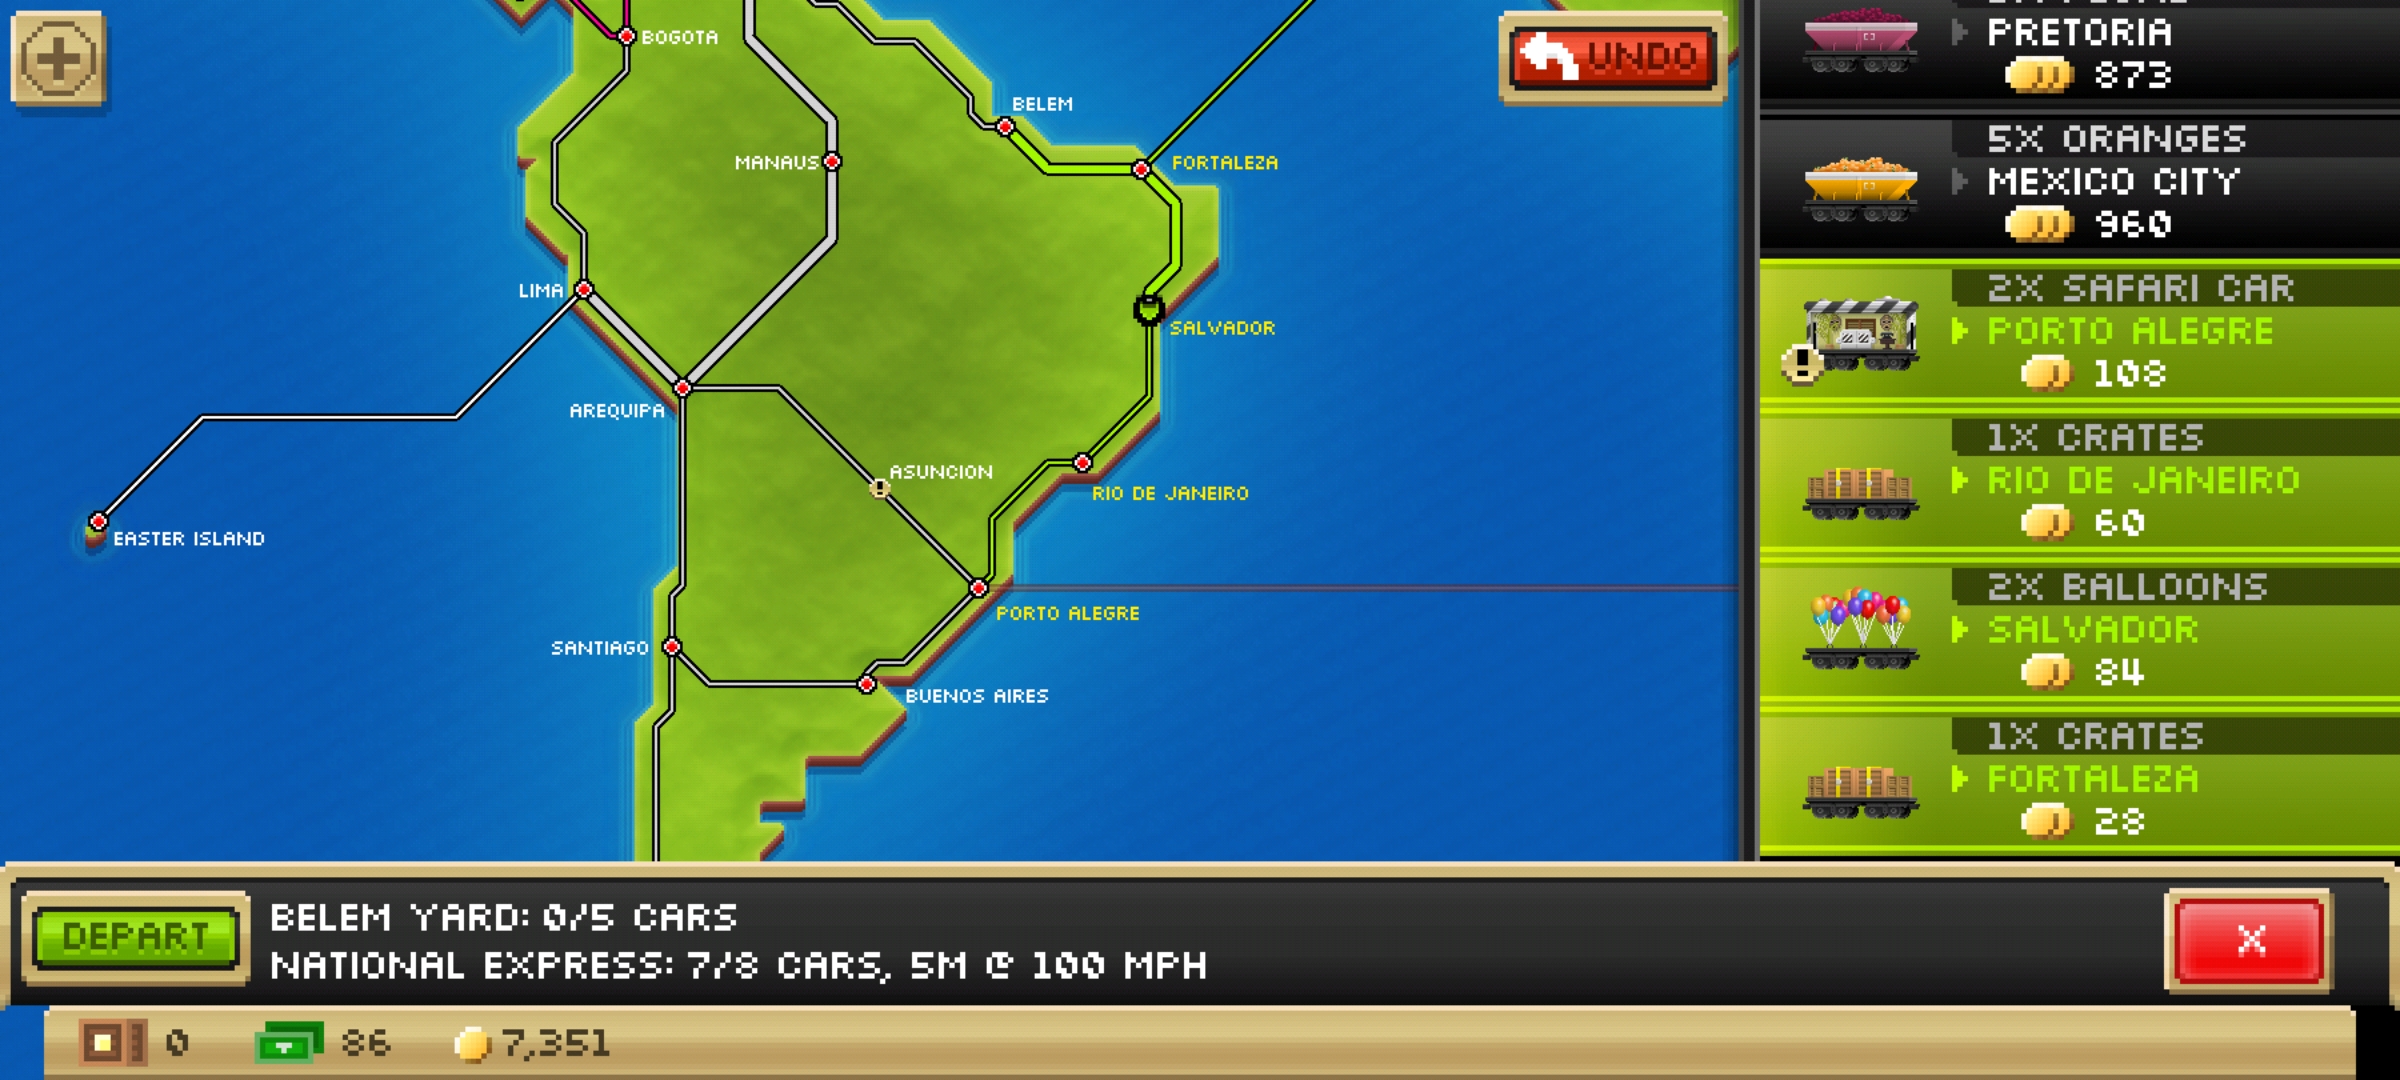 BOGOTA
UNDO
BELEM
MANAUS
FORTALEZA
LIMA
SALVADOR
AREQUIPA
ASUNCION
RIO DE JANEIRO
EASTER ISLAND
PORTO ALEGRE
SANTIAGO
BUENOS AIRES
PRETORIA
873
5X ORANGES
MEXICO CITY
960
2X SAFARI CAR
PORTO ALEGRE
108
1X CRATES
RIO DE JANEIRO
60
2X BALLOONS
SALVADOR
84
1X CRATES
FORTALEZA
28
DEPART
BELEM YARD: 0/5 CARS
NATIONAL EXPRESS: 7/8 CARS, 5M @ 100 MPH
X
0 86 7,351